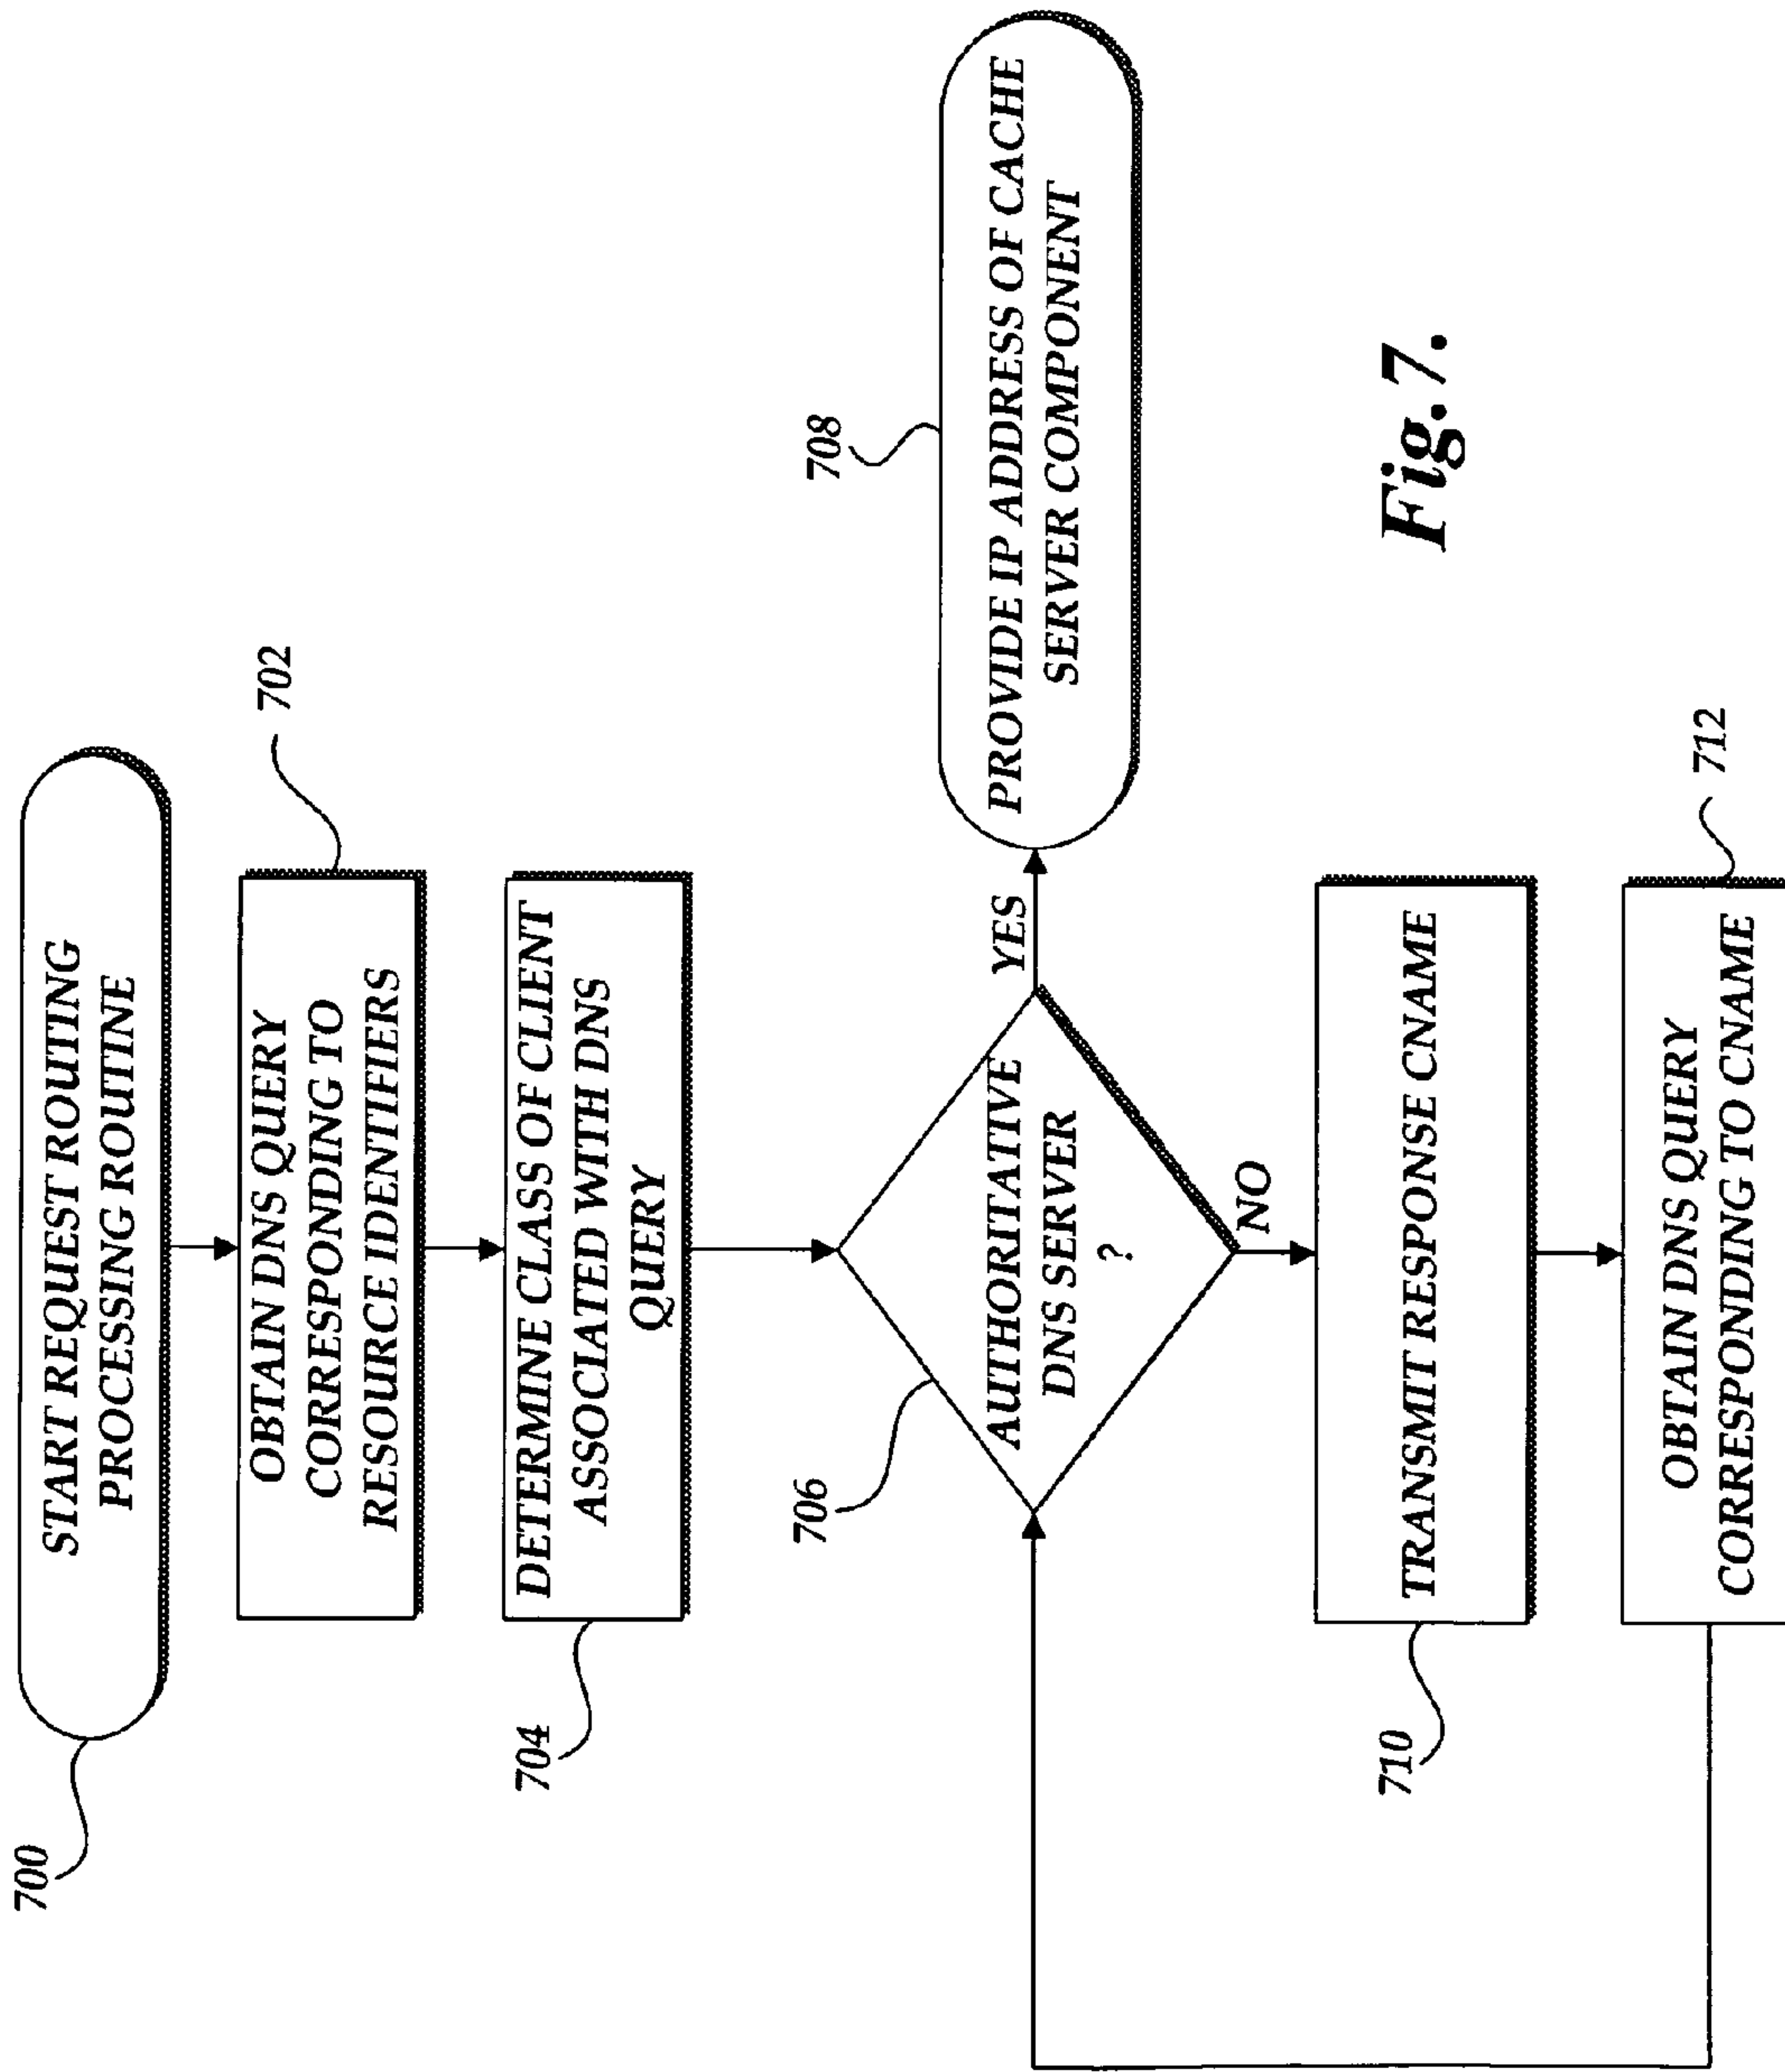 700
START REQUEST ROUTING
PROCESSING ROUTINE
702
OBTAIN DNS QUERY
CORRESPONDING TO
RESOURCE IDENTIFIERS
704
DETERMINE CLASS OF CLIENT
ASSOCIATED WITH DNS
QUERY
706
AUTHORITATIVE
DNS SERVER
?
YES
708
PROVIDE IP ADDRESS OF CACHE
SERVER COMPONENT
NO
710
TRANSMIT RESPONSE CNAME
712
OBTAIN DNS QUERY
CORRESPONDING TO CNAME
Fig.7.